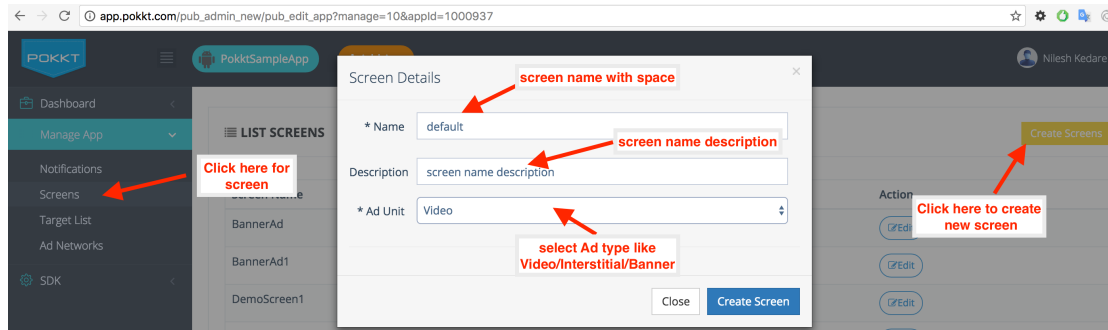 app.pokkt.com/pub_admin_new/pub_edit_app?manage=10&appId=1000937
POKKT
PokktSampleApp
Nilesh Kedare
Screen Details
×
screen name with space
Dashboard
Manage App
LIST SCREENS
* Name
default
Create Screens
screen name description
Notifications
Click here for
screen
Description
screen name description
Screens
Screen Name
Action
Target List
* Ad Unit
Video
Click here to create
new screen
BannerAd
Edit
Ad Networks
select Ad type like
Video/Interstitial/Banner
BannerAd1
Edit
SDK
DemoScreen1
Close
Create Screen
Edit